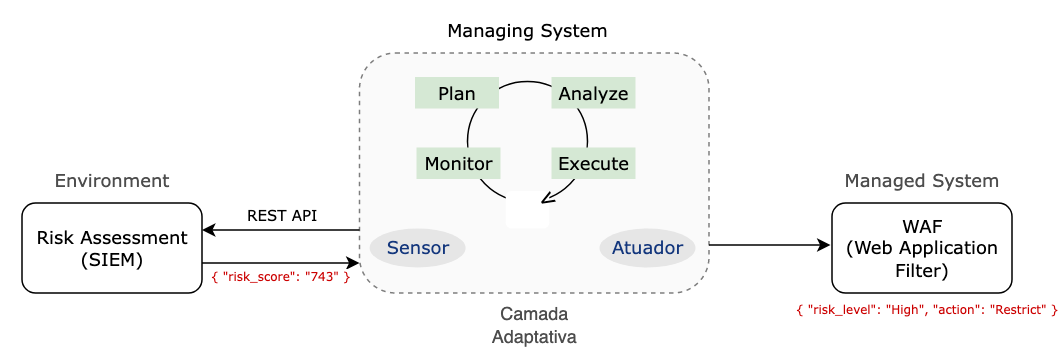 Managing System
Plan
Analyze
Monitor
Execute
Environment
Managed System
REST API
Risk Assessment
(SIEM)
Sensor
Atuador
WAF
(Web Application
Filter)
{ "risk_score": "743" }
{ "risk_level": "High", "action": "Restrict" }
Camada
Adaptativa